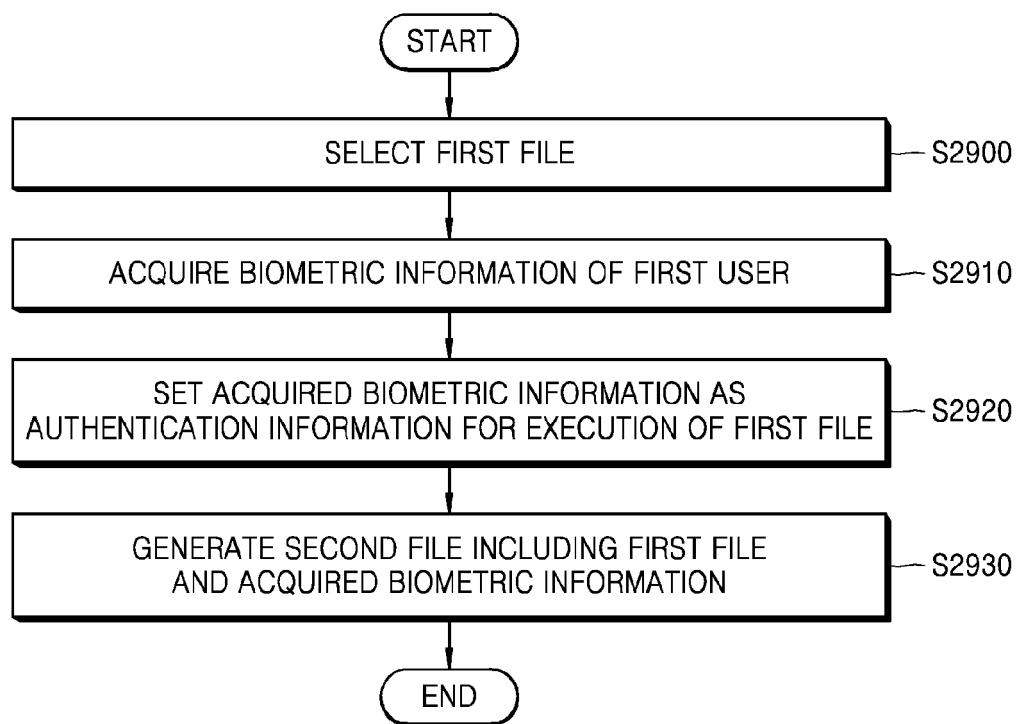 START
SELECT FIRST FILE
S2900
ACQUIRE BIOMETRIC INFORMATION OF FIRST USER
S2910
SET ACQUIRED BIOMETRIC INFORMATION AS
AUTHENTICATION INFORMATION FOR EXECUTION OF FIRST FILE
S2920
GENERATE SECOND FILE INCLUDING FIRST FILE
AND ACQUIRED BIOMETRIC INFORMATION
S2930
END